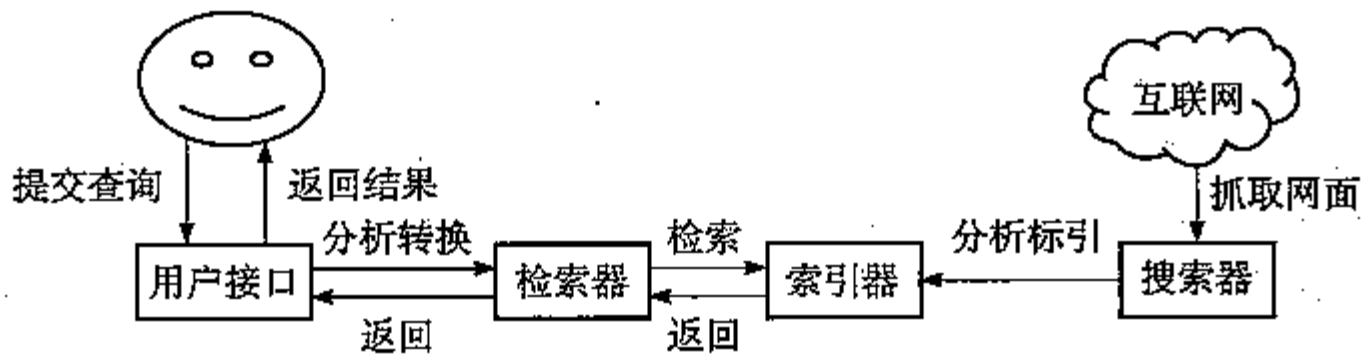 互联网
提交查询
返回结果
抓取网面
分析转换
检索
分析标引
用户接口
检索器
索引器
搜索器
返回
返回